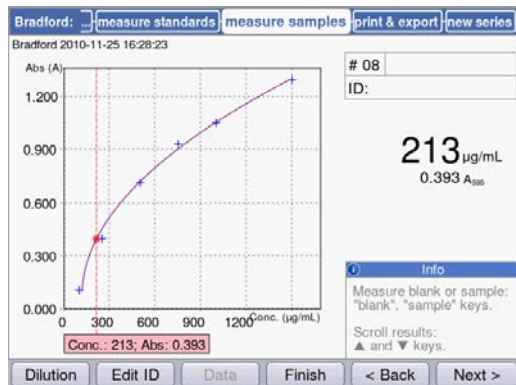 Bradford: ... measure standards measure samples print & export new series
Bradford 2010-11-25 16:28:23
Abs (A)
1.200
0.900
0.600
0.300
0.000
0 300 600 900 1200 Conc. (µg/mL)
Conc.: 213; Abs: 0.393
# 08
ID:
213 µg/mL
0.393 A₅₉₅
Info
Measure blank or sample:
"blank", "sample" keys.
Scroll results:
▲ and ▼ keys.
Dilution Edit ID Data Finish < Back Next >